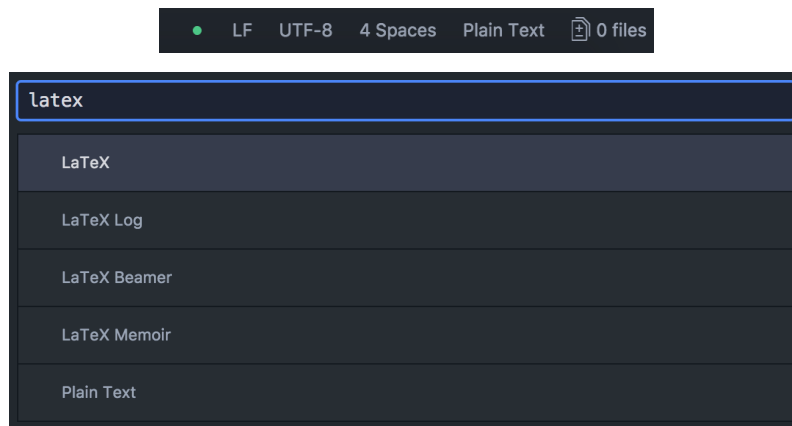 LF UTF-8 4 Spaces Plain Text 0 files
latex
LaTeX
LaTeX Log
LaTeX Beamer
LaTeX Memoir
Plain Text